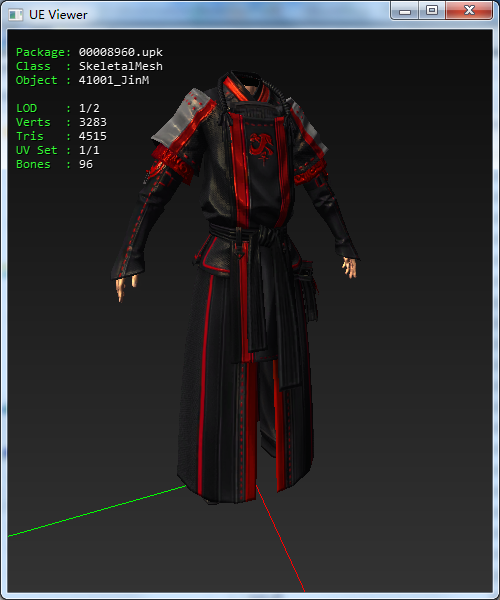 UE Viewer
Package: 00008960.upk
Class : SkeletalMesh
Object : 41001_JinM
LOD : 1/2
Verts : 3283
Tris : 4515
UV Set : 1/1
Bones : 96